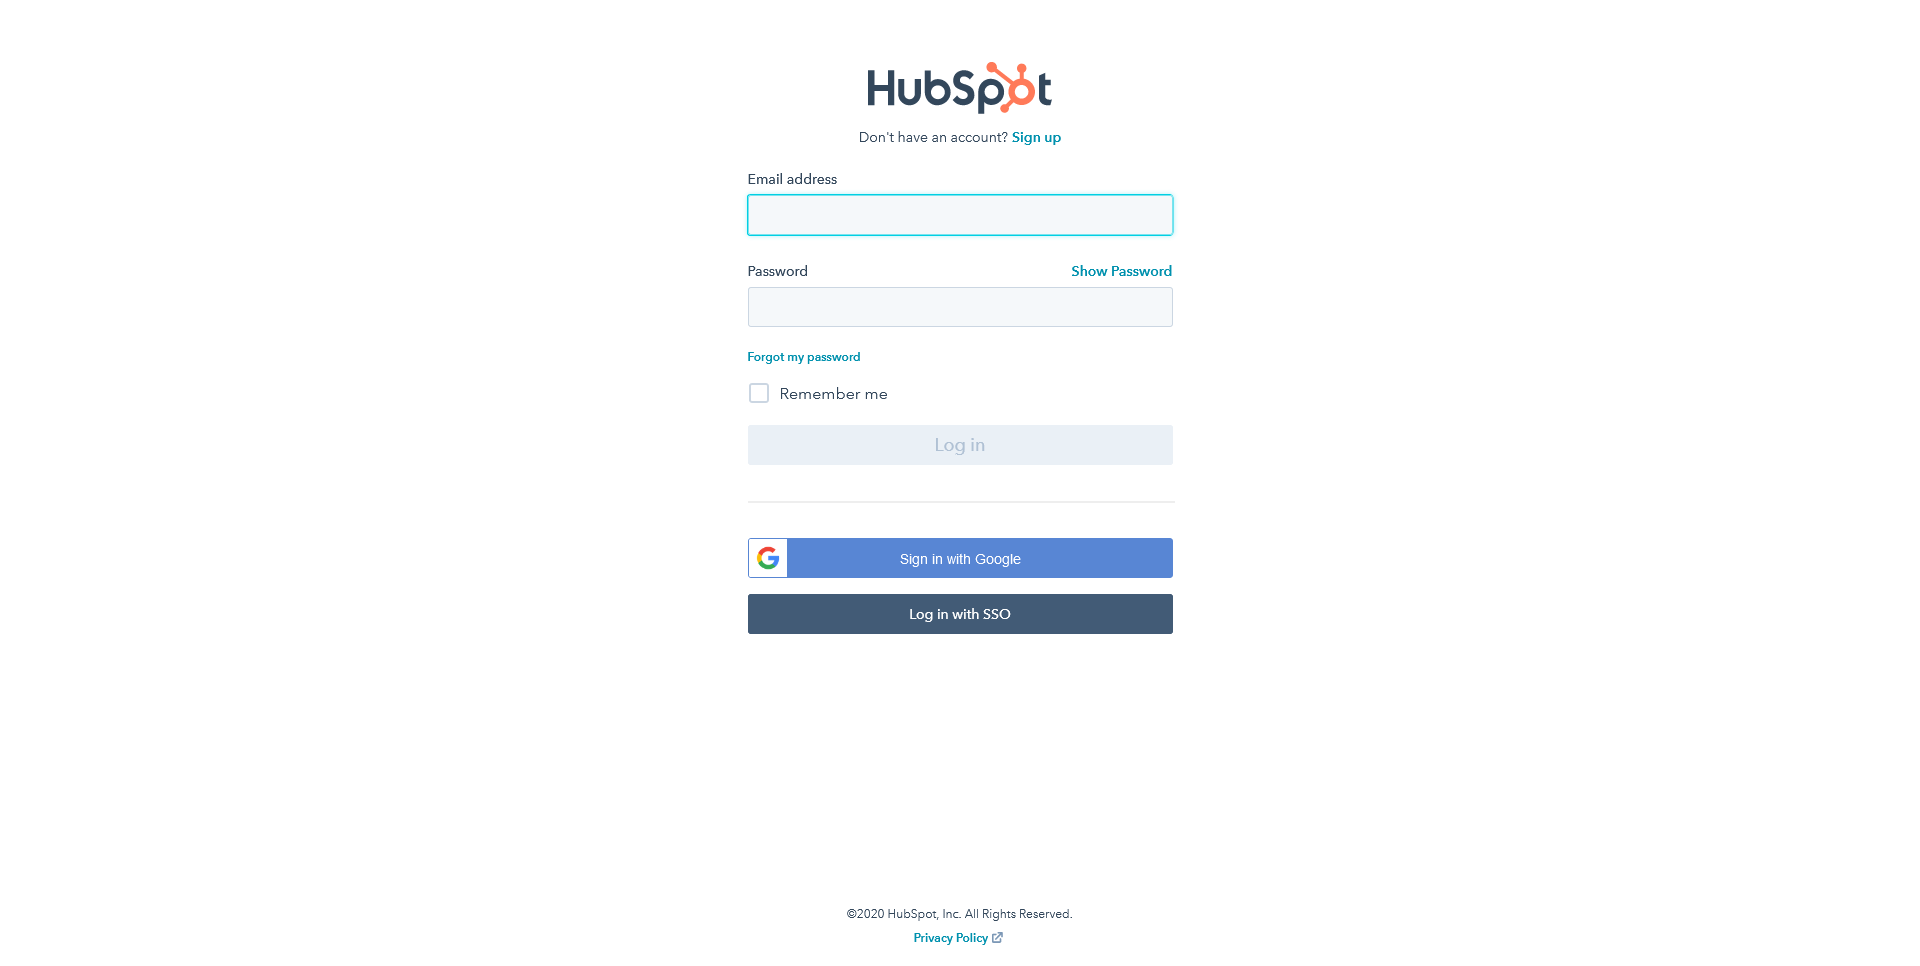 HubSpot
Don't have an account? Sign up
Email address
Password Show Password
Forgot my password
Remember me
Log in
Sign in with Google
Log in with SSO
©2020 HubSpot, Inc. All Rights Reserved.
Privacy Policy